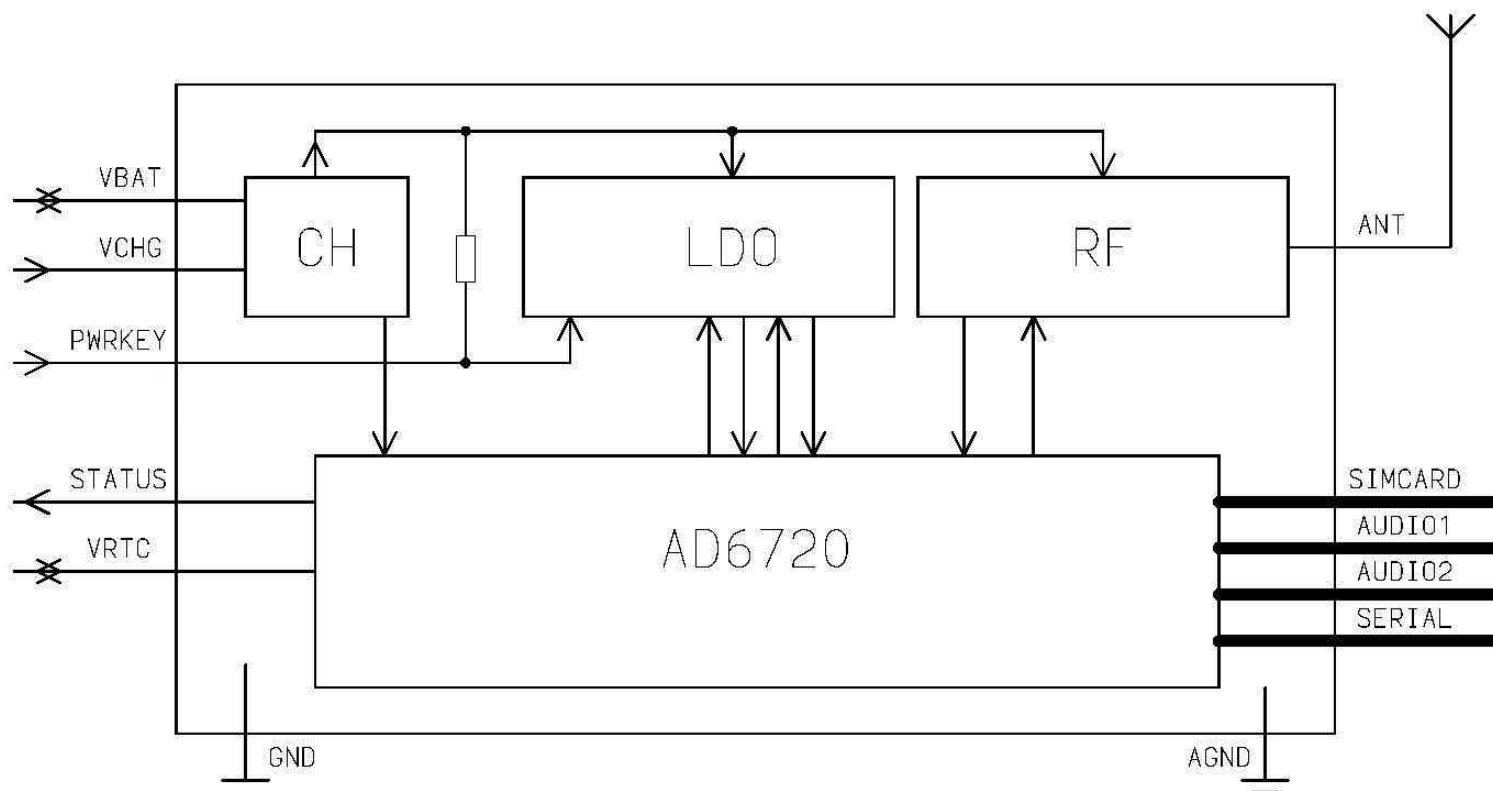 VBAT
VCHG
CH
LDO
RF
ANT
PWRKEY
STATUS
SIMCARD
AUDIO1
VRTC
AD6720
AUDIO2
SERIAL
GND
AGND